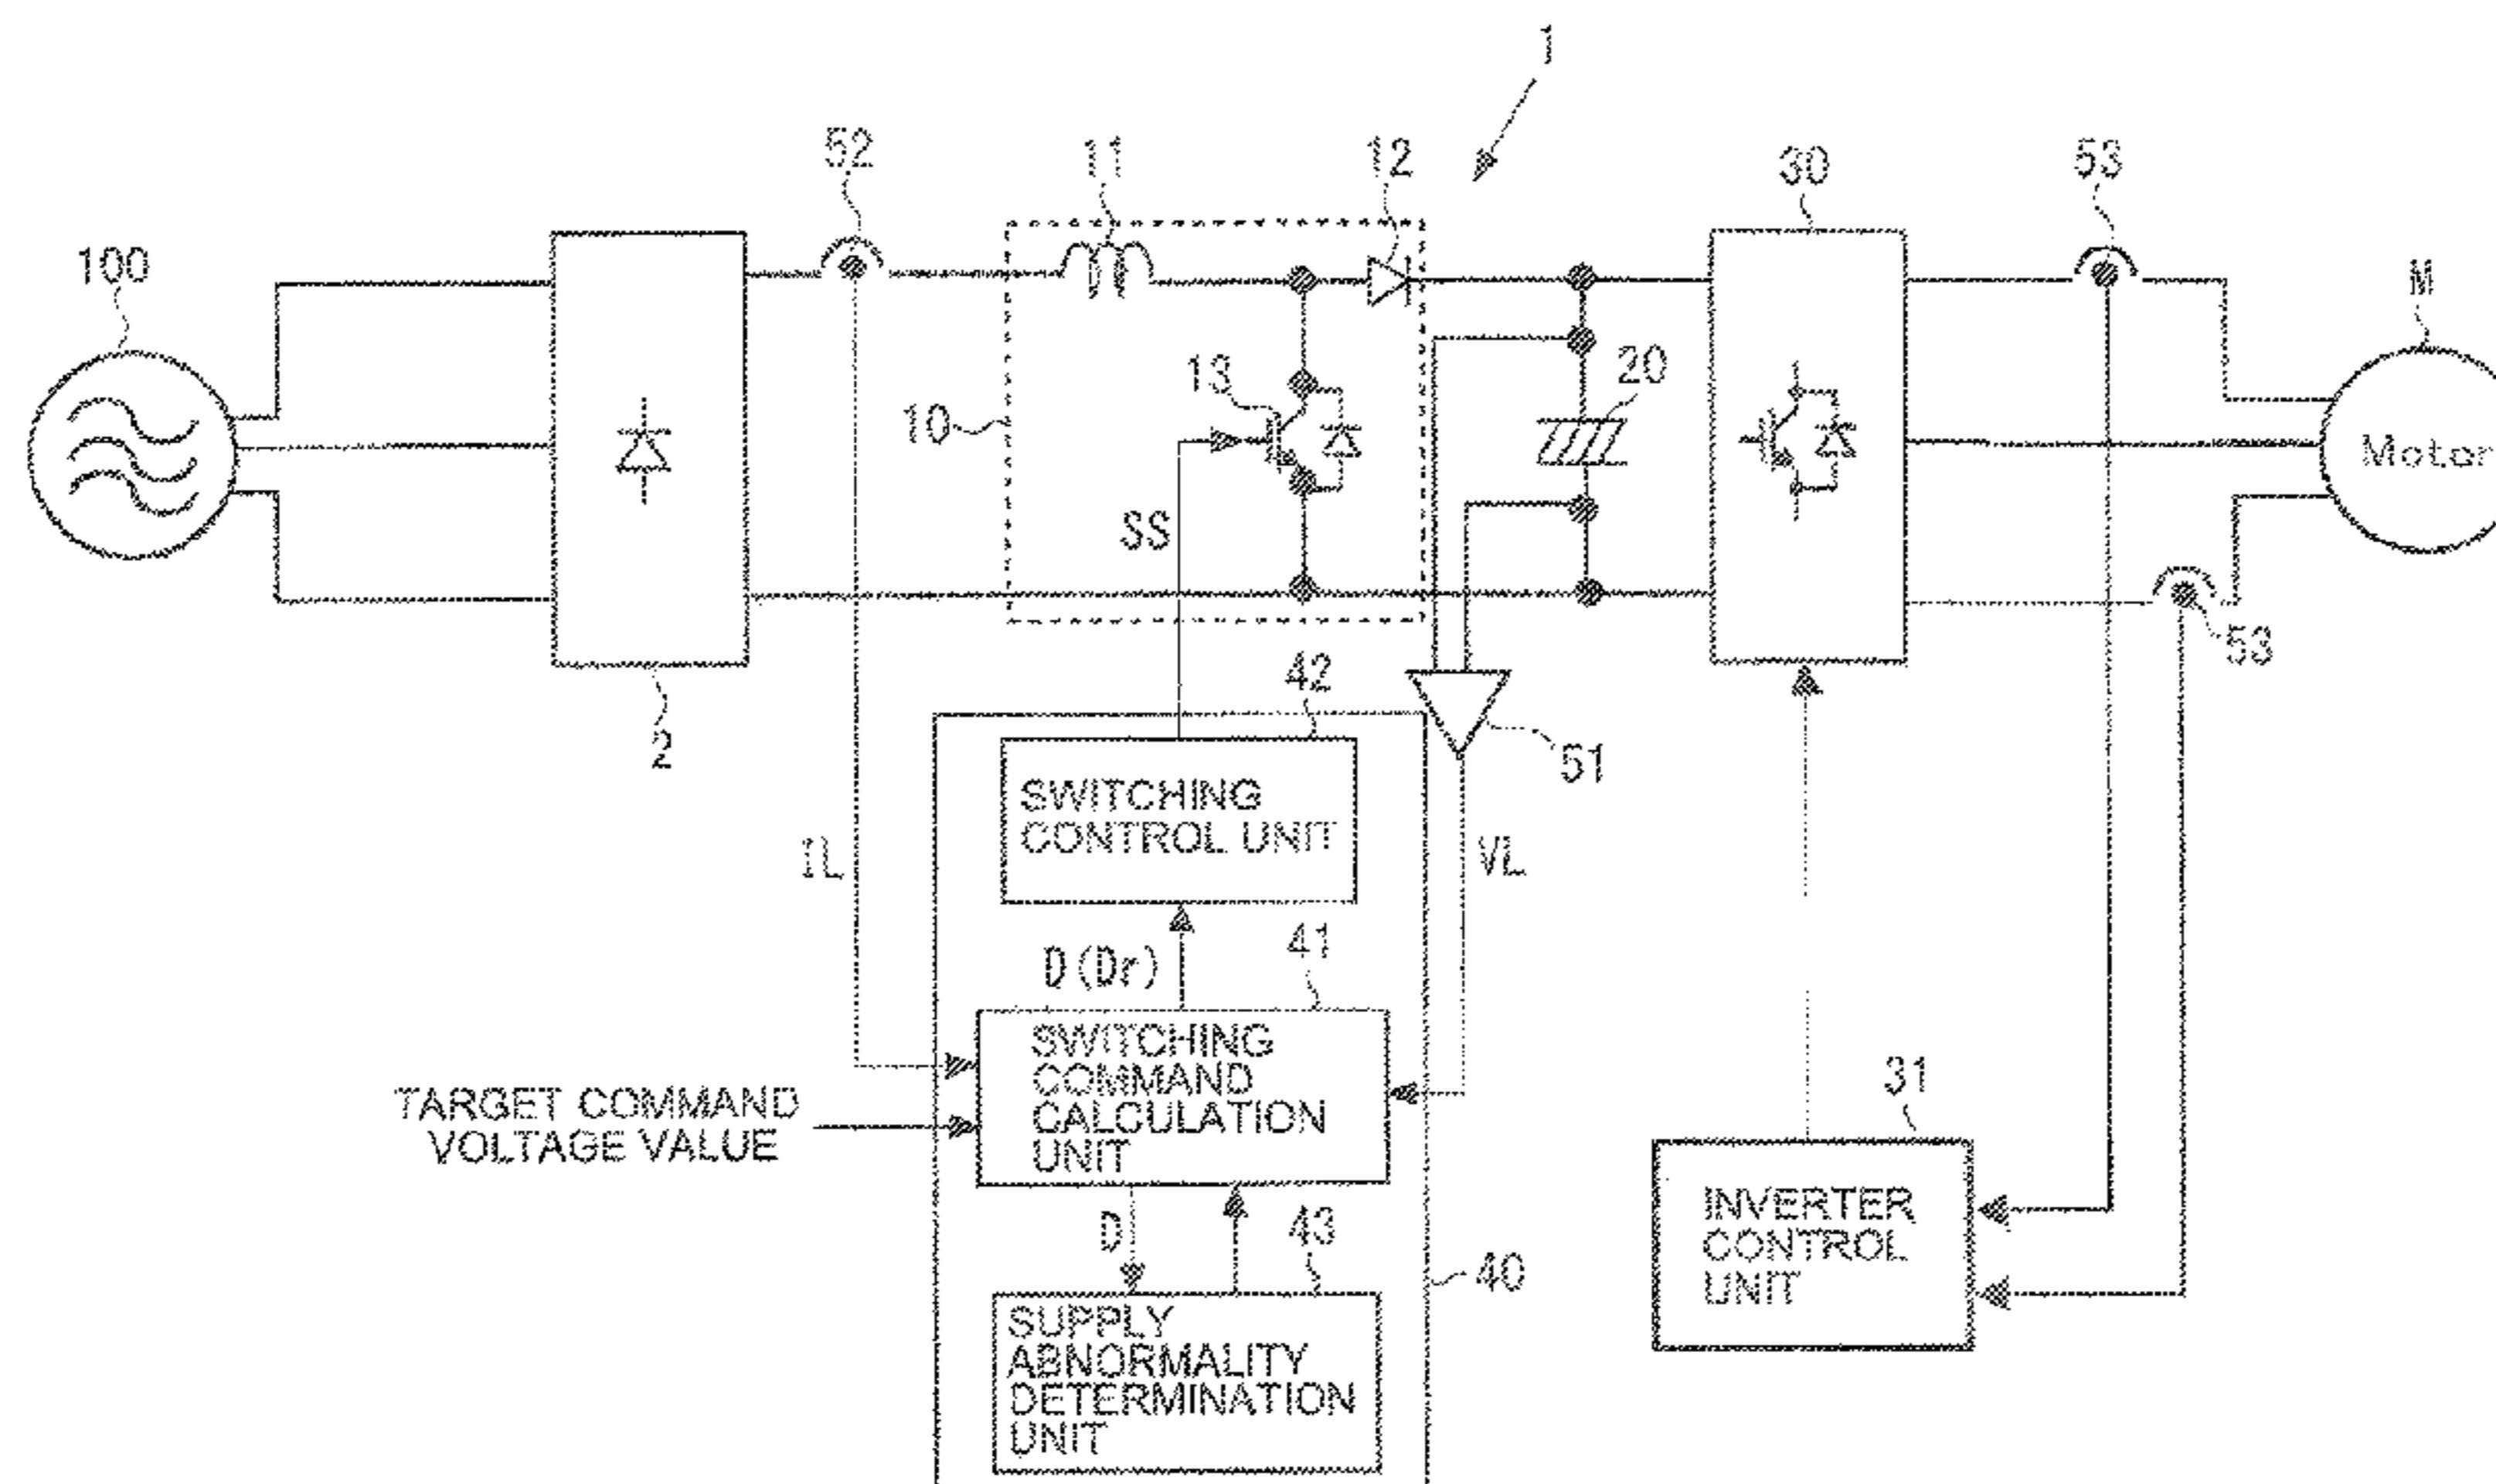 1
52
11
12
30
53
100
M
13
20
10
Motor
SS
53
42
2
51
SWITCHING
CONTROL UNIT
IL
VL
41
D(Dr)
SWITCHING
COMMAND
CALCULATION
UNIT
31
TARGET COMMAND
VOLTAGE VALUE
INVERTER
CONTROL
UNIT
D
43
40
SUPPLY
ABNORMALITY
DETERMINATION
UNIT